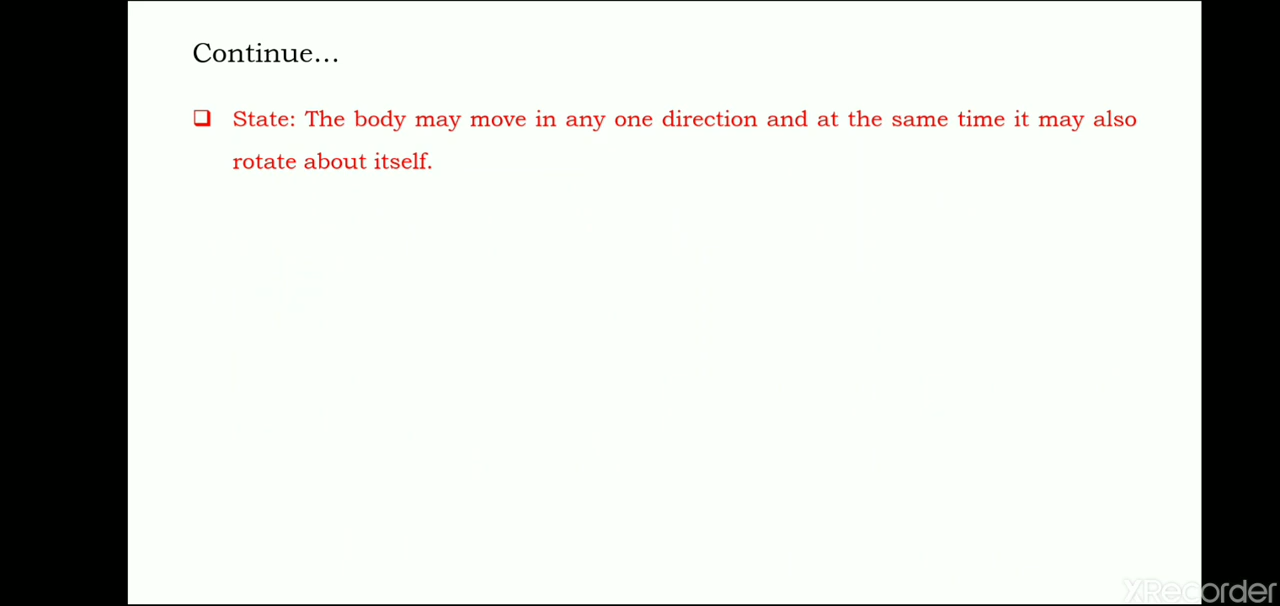 Continue...
State: The body may move in any one direction and at the same time it may also
rotate about itself.
XRecorder